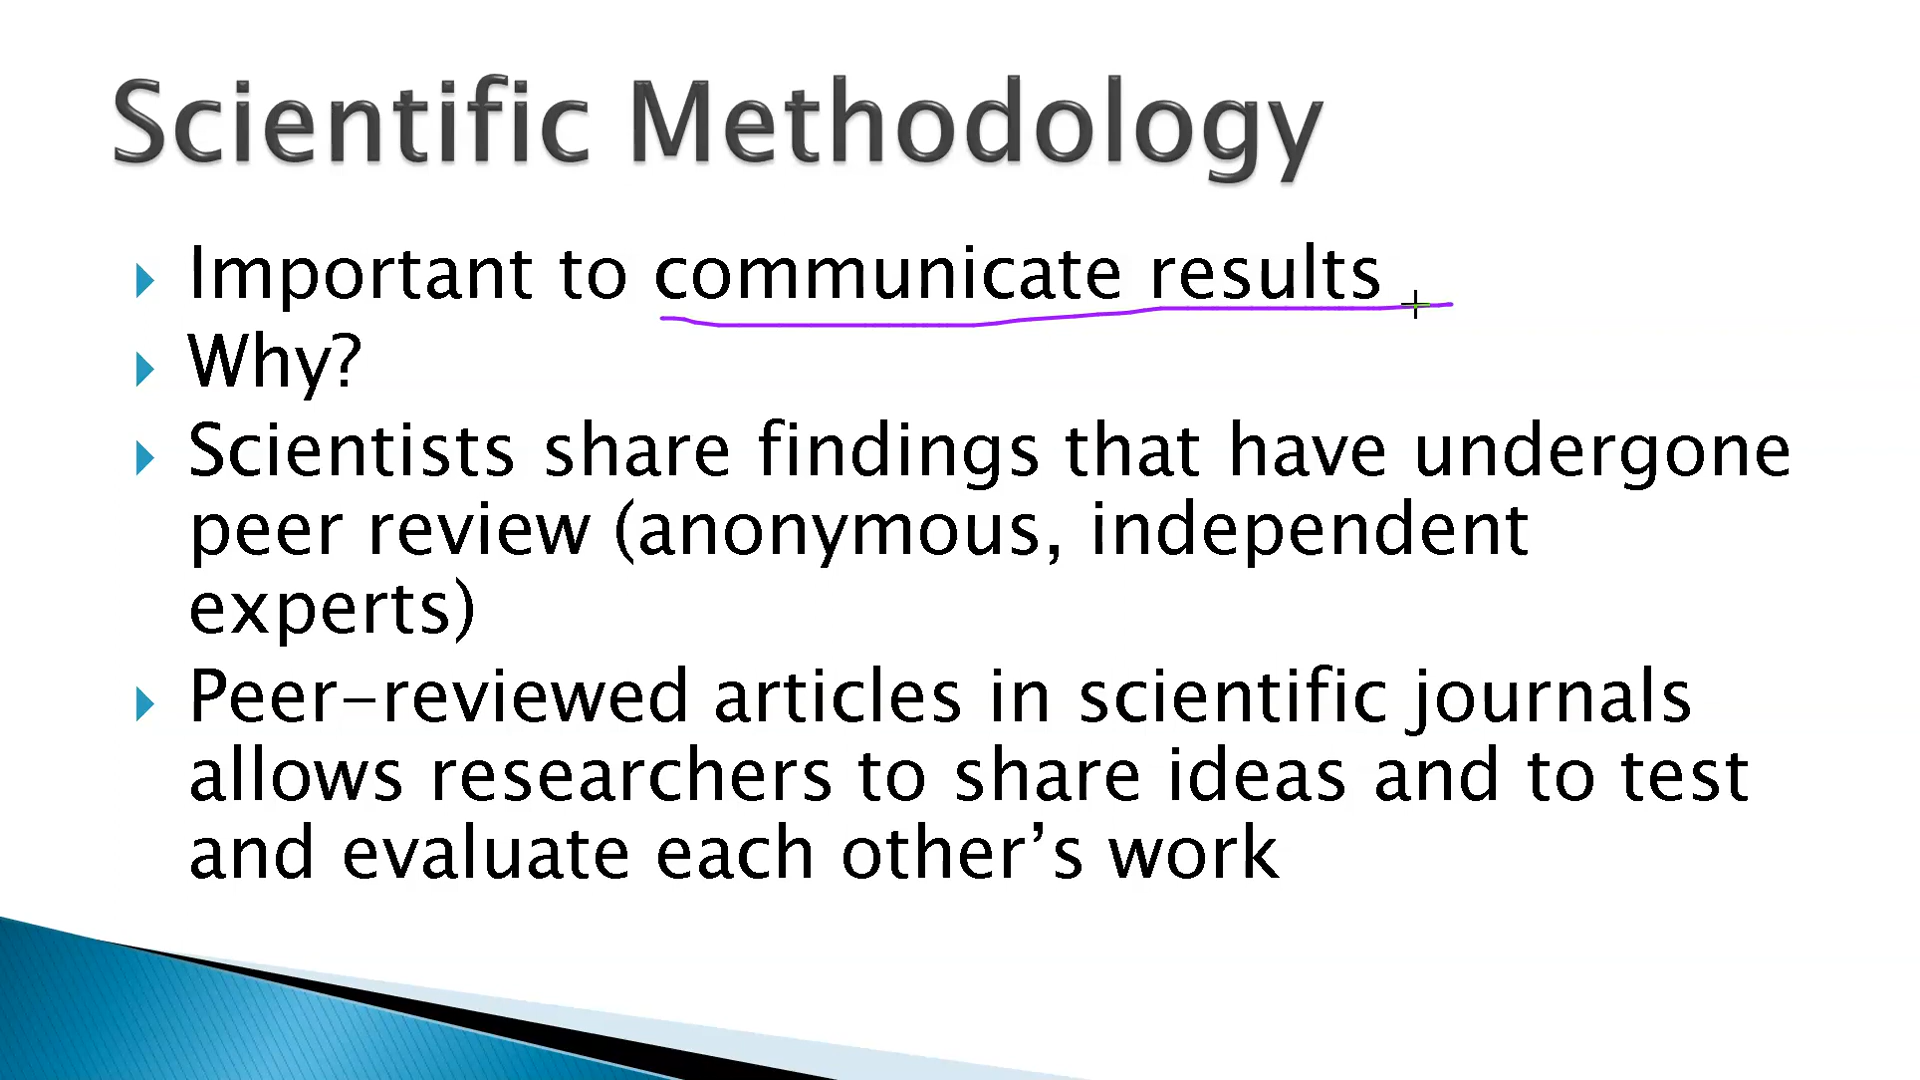 Scientific Methodology
Important to communicate results
Why?
Scientists share findings that have undergone
peer review (anonymous, independent
experts)
Peer-reviewed articles in scientific journals
allows researchers to share ideas and to test
and evaluate each other’s work